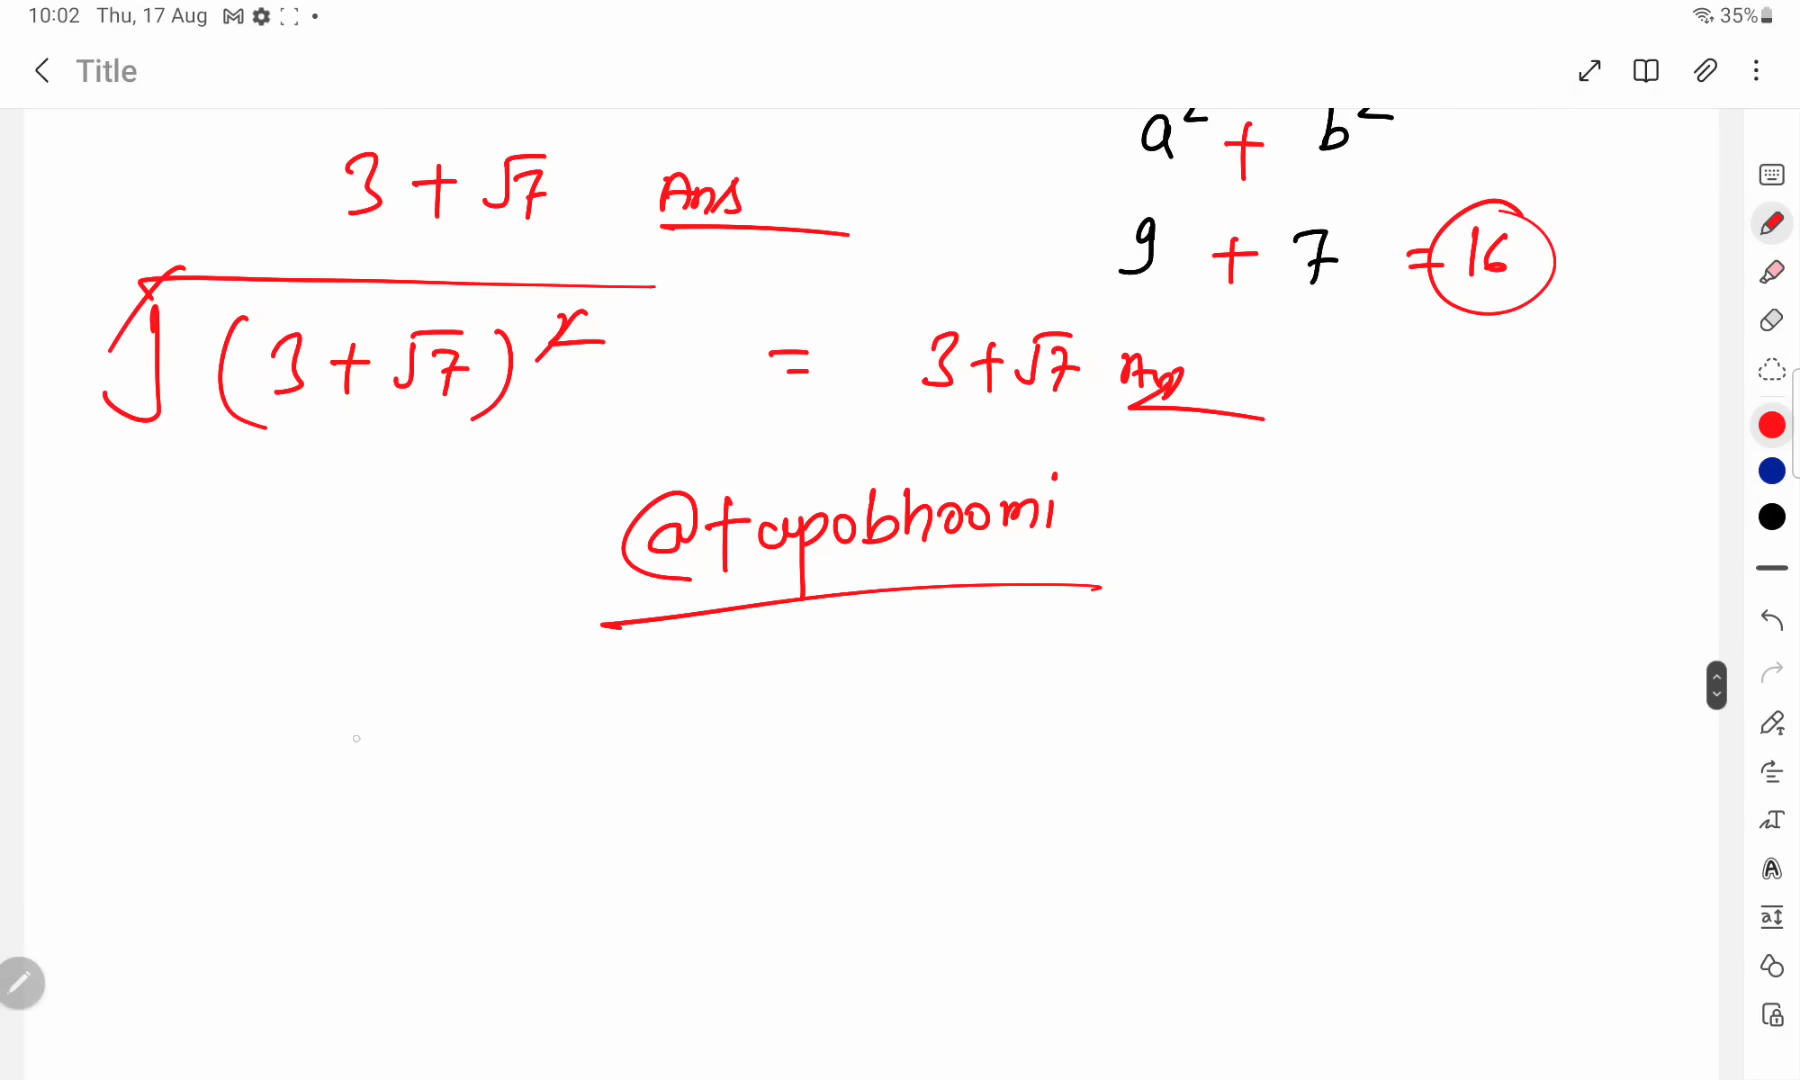 10:02 Thu, 17 Aug 35%
Title
a² + b²
3 + √7 Ans
9 + 7 = 16
√(3 + √7)² = 3 + √7 Ans
@tapobhoomi